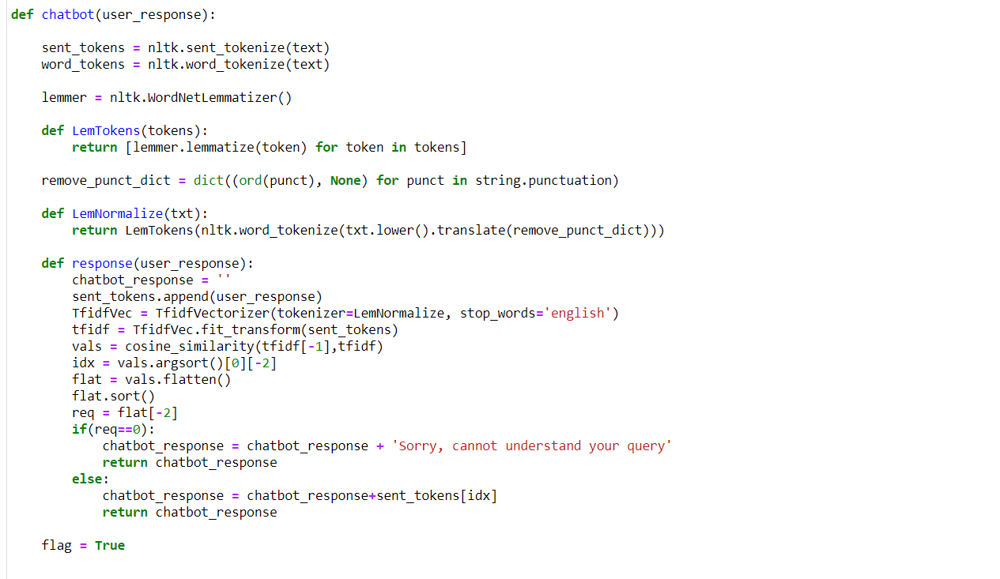 def chatbot(user_response):
    sent_tokens = nltk.sent_tokenize(text)
    word_tokens = nltk.word_tokenize(text)
    lemmer = nltk.WordNetLemmatizer()
    def LemTokens(tokens):
        return [lemmer.lemmatize(token) for token in tokens]
    remove_punct_dict = dict((ord(punct), None) for punct in string.punctuation)
    def LemNormalize(txt):
        return LemTokens(nltk.word_tokenize(txt.lower().translate(remove_punct_dict)))
    def response(user_response):
        chatbot_response = ''
        sent_tokens.append(user_response)
        TfidfVec = TfidfVectorizer(tokenizer=LemNormalize, stop_words='english')
        tfidf = TfidfVec.fit_transform(sent_tokens)
        vals = cosine_similarity(tfidf[-1],tfidf)
        idx = vals.argsort()[0][-2]
        flat = vals.flatten()
        flat.sort()
        req = flat[-2]
        if(req==0):
            chatbot_response = chatbot_response + 'Sorry, cannot understand your query'
            return chatbot_response
        else:
            chatbot_response = chatbot_response+sent_tokens[idx]
            return chatbot_response
    flag = True